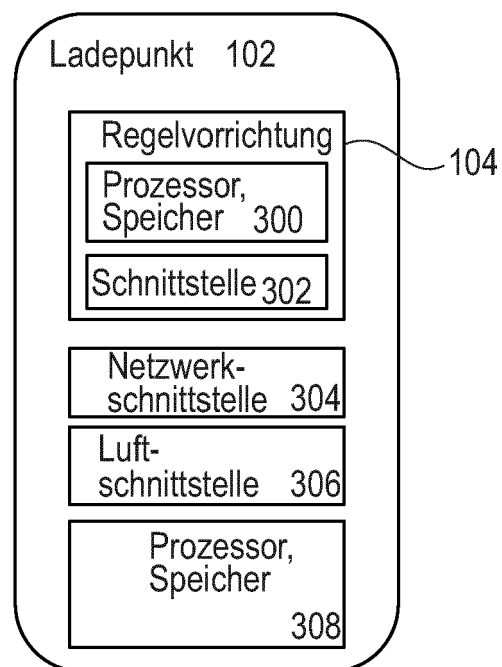 Ladepunkt 102
Regelvorrichtung
104
Prozessor,
Speicher 300
Schnittstelle 302
Netzwerk-
schnittstelle 304
Luft-
schnittstelle 306
Prozessor,
Speicher
308